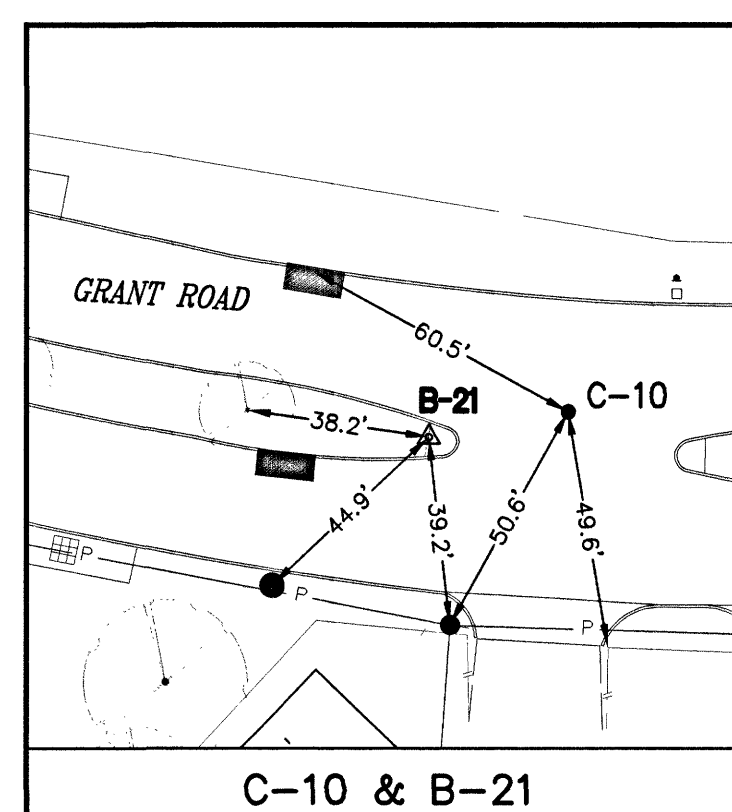 GRANT ROAD
60.5'
B-21
C-10
38.2'
44.9'
39.2'
50.6'
49.6'
P
P
P
C-10 & B-21